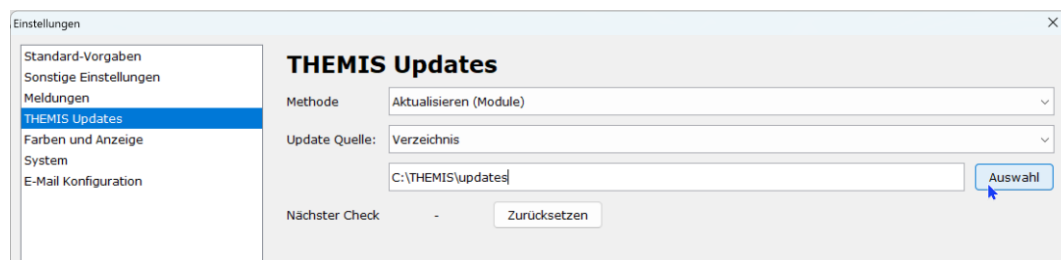 Einstellungen
Standard-Vorgaben
Sonstige Einstellungen
Meldungen
THEMIS Updates
Farben und Anzeige
System
E-Mail Konfiguration
THEMIS Updates
Methode Aktualisieren (Module)
Update Quelle: Verzeichnis
C:\THEMIS\updates Auswahl
Nächster Check - Zurücksetzen